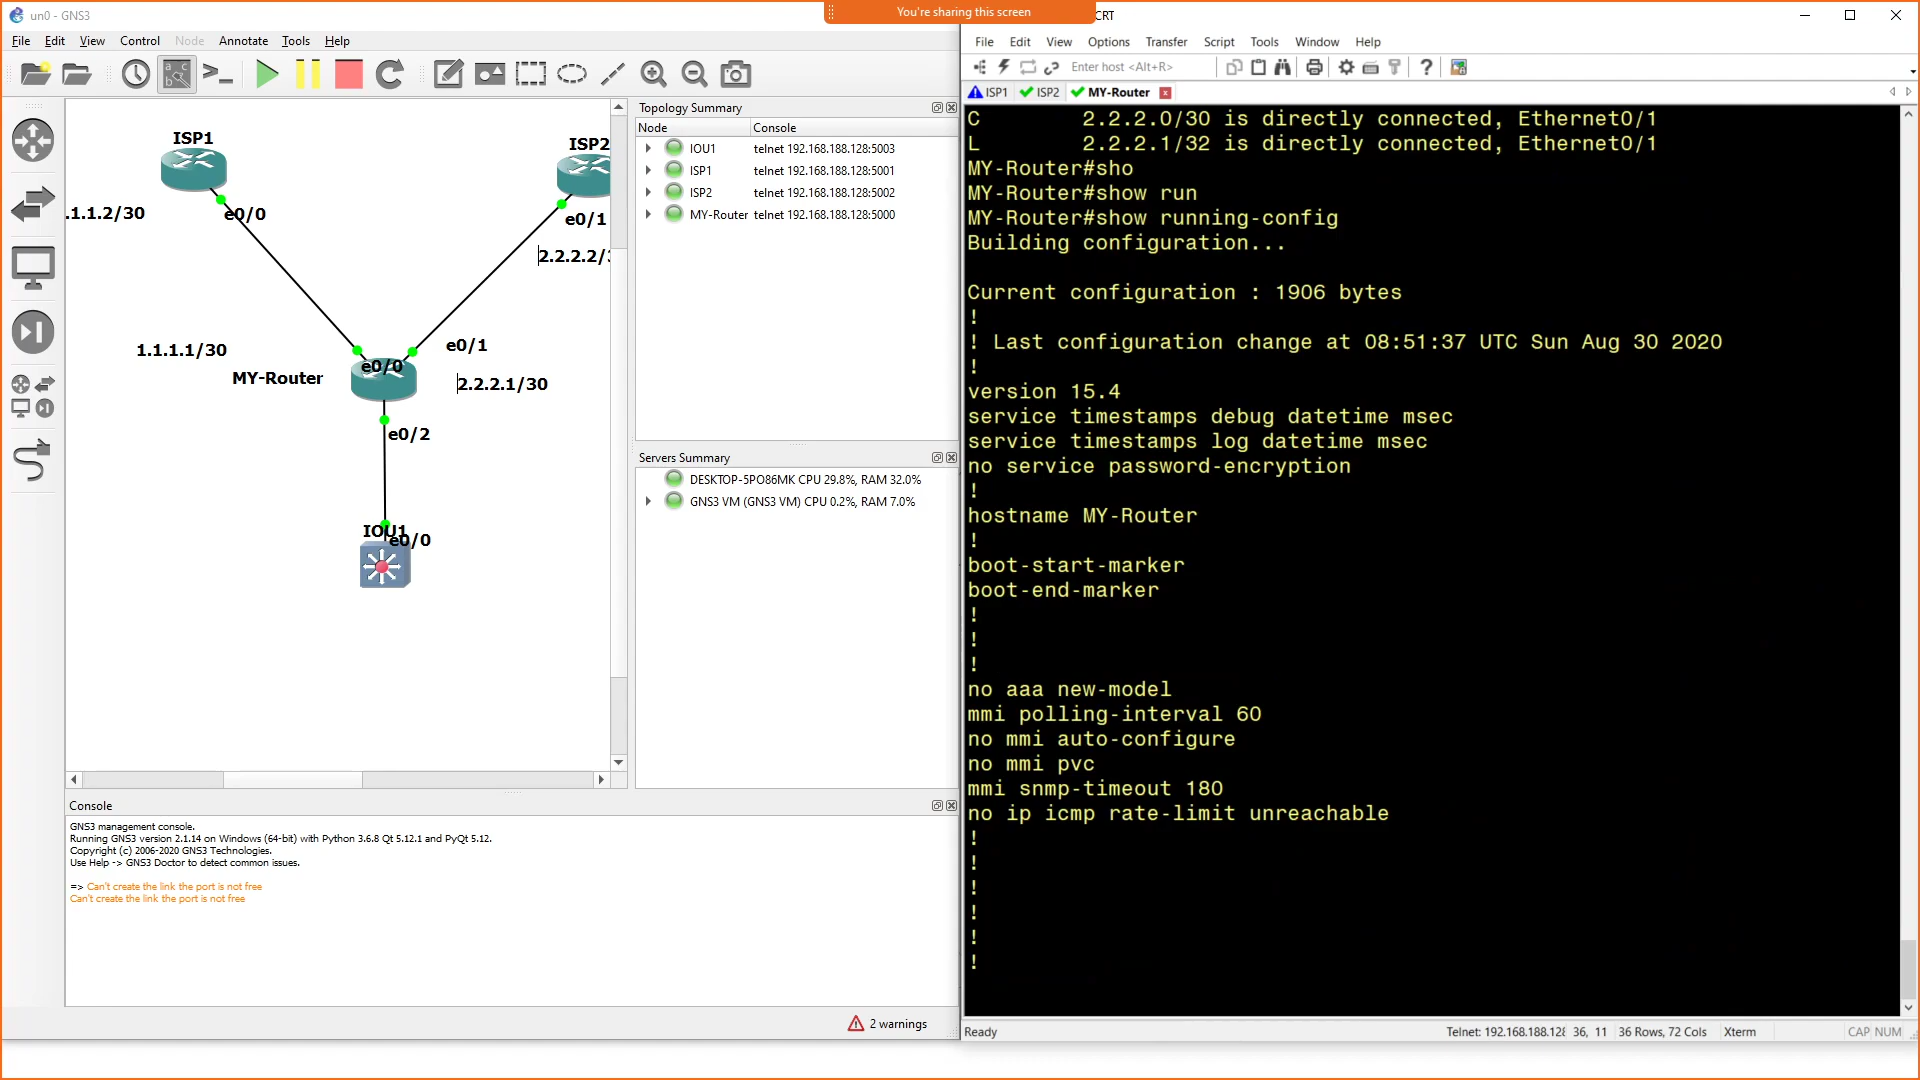 un0 - GNS3
You're sharing this screen
CRT
File Edit View Control Node Annotate Tools Help
File Edit View Options Transfer Script Tools Window Help
Enter host <Alt+R>
ISP1 ISP2 MY-Router
ISP1
ISP2
e0/0
.1.1.2/30
e0/1
2.2.2.2/
1.1.1.1/30
e0/1
e0/0
MY-Router
2.2.2.1/30
e0/2
IOU1
e0/0
Topology Summary
Node Console
IOU1 telnet 192.168.188.128:5003
ISP1 telnet 192.168.188.128:5001
ISP2 telnet 192.168.188.128:5002
MY-Router telnet 192.168.188.128:5000
Servers Summary
DESKTOP-5PO86MK CPU 29.8%, RAM 32.0%
GNS3 VM (GNS3 VM) CPU 0.2%, RAM 7.0%
Console
GNS3 management console.
Running GNS3 version 2.1.14 on Windows (64-bit) with Python 3.6.8 Qt 5.12.1 and PyQt 5.12.
Copyright (c) 2006-2020 GNS3 Technologies.
Use Help -> GNS3 Doctor to detect common issues.
=> Can't create the link the port is not free
Can't create the link the port is not free
2 warnings
C 2.2.2.0/30 is directly connected, Ethernet0/1
L 2.2.2.1/32 is directly connected, Ethernet0/1
MY-Router#sho
MY-Router#show run
MY-Router#show running-config
Building configuration...
Current configuration : 1906 bytes
!
! Last configuration change at 08:51:37 UTC Sun Aug 30 2020
!
version 15.4
service timestamps debug datetime msec
service timestamps log datetime msec
no service password-encryption
!
hostname MY-Router
!
boot-start-marker
boot-end-marker
!
!
!
no aaa new-model
mmi polling-interval 60
no mmi auto-configure
no mmi pvc
mmi snmp-timeout 180
no ip icmp rate-limit unreachable
!
!
!
!
!
!
Ready Telnet: 192.168.188.128 36, 11 36 Rows, 72 Cols Xterm CAP NUM